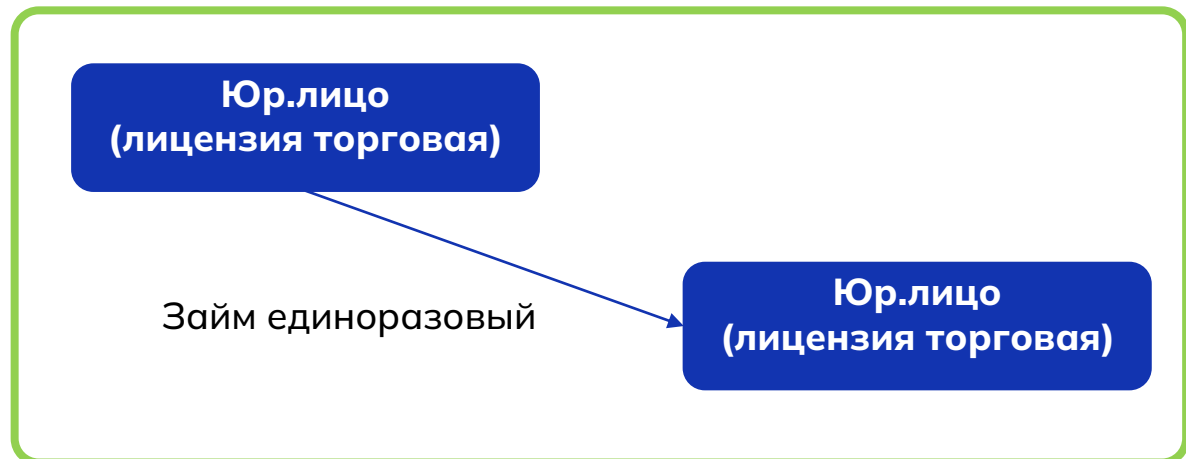 Юр.лицо
(лицензия торговая)
Займ единоразовый
Юр.лицо
(лицензия торговая)